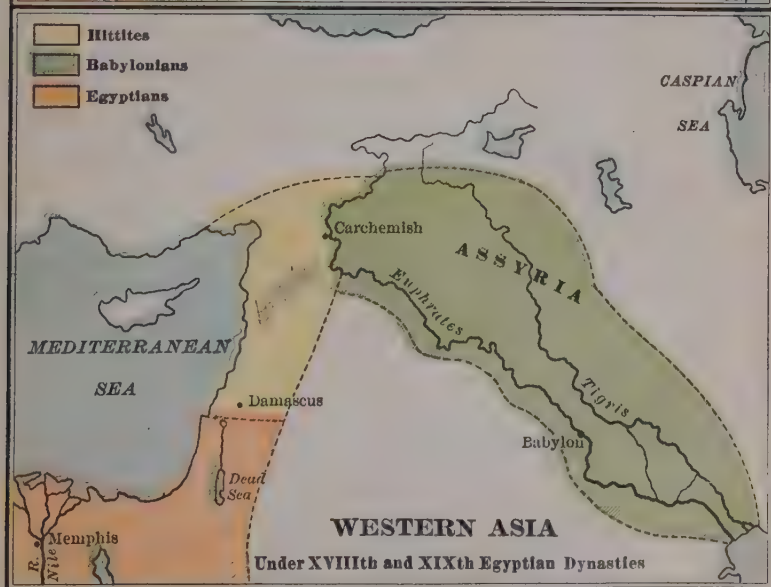 Hittites
Babylonians
Egyptians
CASPIAN
SEA
Carchemish
ASSYRIA
Euphrates
MEDITERRANEAN
SEA
Damascus
Tigris
Babylon
Dead
Sea
Memphis
R. Nile
WESTERN ASIA
Under XVIIIth and XIXth Egyptian Dynasties